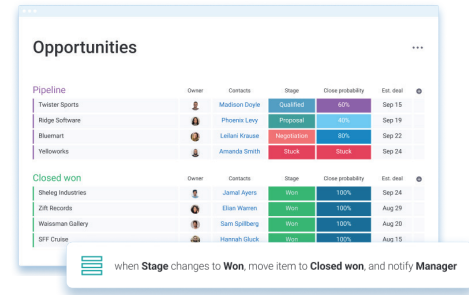 Opportunities
Pipeline Owner Contacts Stage Close probability Est. deal
Twister Sports Madison Doyle Qualified 60% Sep 15
Ridge Software Phoenix Levy Proposal 40% Sep 19
Bluemart Leilani Krause Negotiation 80% Sep 22
Yelloworks Amanda Smith Stuck Stuck Sep 24
Closed won Owner Contacts Stage Close probability Est. deal
Sheleg Industries Jamal Ayers Won 100% Sep 24
Zift Records Elian Warren Won 100% Aug 29
Waissman Gallery Sam Spillberg Won 100% Aug 20
SFF Cruise Hannah Gluck Won 100% Aug 15
when Stage changes to Won, move item to Closed won, and notify Manager